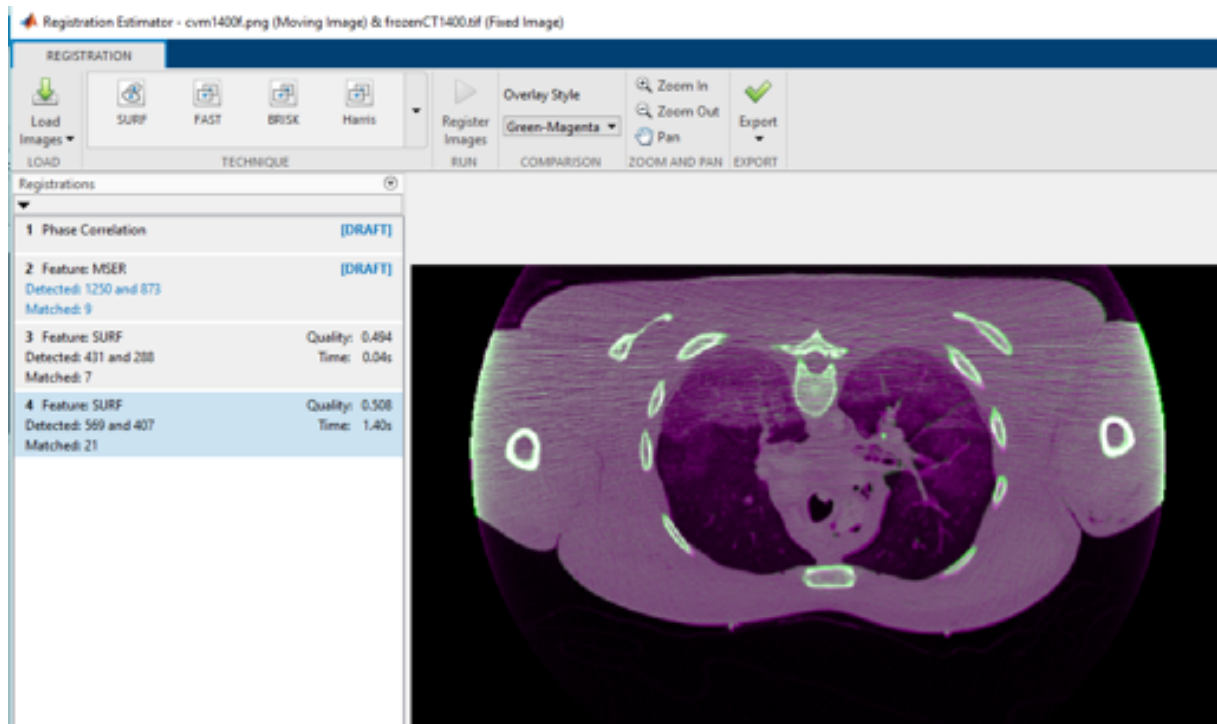 Registration Estimator - cvm1400f.png (Moving Image) & frozenCT1400.tif (Fixed Image)
REGISTRATION
Load Images
SURF
FAST
BRISK
Harris
Register Images
Overlay Style
Green-Magenta
Zoom In
Zoom Out
Pan
Export
LOAD
TECHNIQUE
RUN
COMPARISON
ZOOM AND PAN
EXPORT
Registrations
1 Phase Correlation [DRAFT]
2 Feature: MSER [DRAFT]
Detected: 1250 and 873
Matched: 9
3 Feature: SURF Quality: 0.494
Detected: 431 and 288 Time: 0.04s
Matched: 7
4 Feature: SURF Quality: 0.508
Detected: 569 and 407 Time: 1.40s
Matched: 21